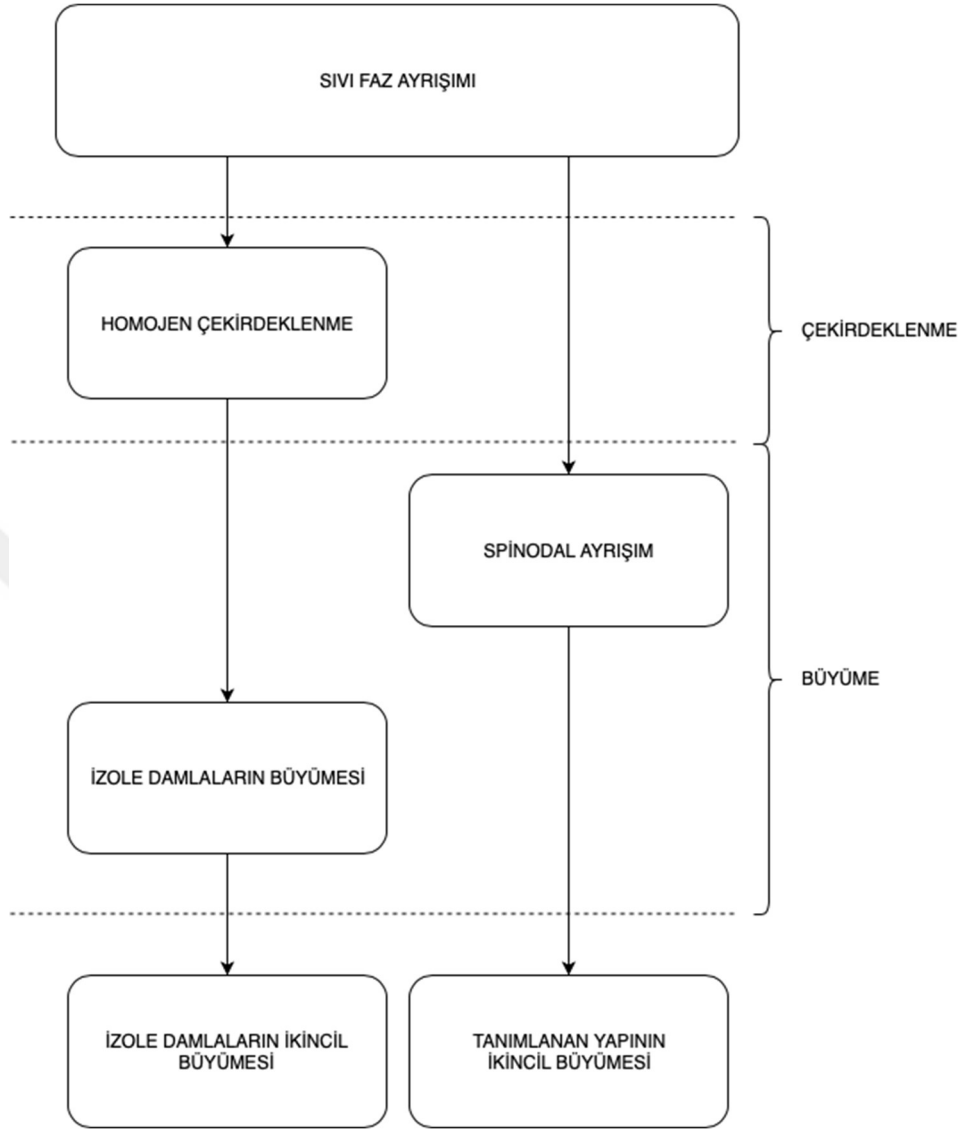 SIVI FAZ AYRIŞIMI
HOMOJEN ÇEKİRDEKLENME
ÇEKİRDEKLENME
SPİNODAL AYRIŞIM
BÜYÜME
İZOLE DAMLALARIN BÜYÜMESİ
İZOLE DAMLALARIN İKİNCİL
BÜYÜMESİ
TANIMLANAN YAPININ
İKİNCİL BÜYÜMESİ